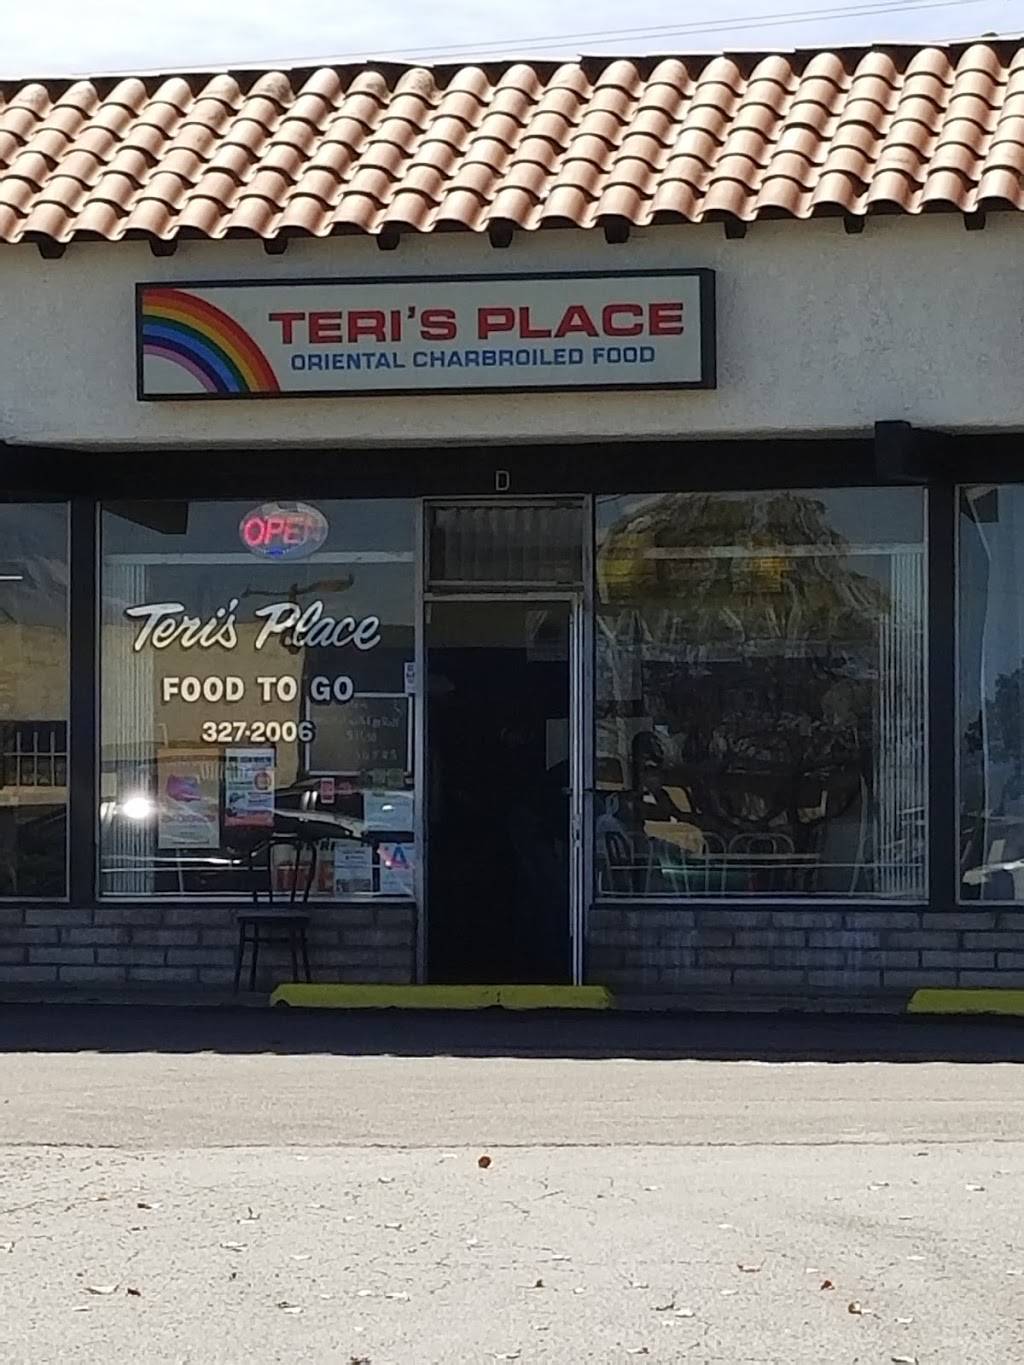 TERI'S PLACE
ORIENTAL CHARBROILED FOOD
D
OPEN
Teri's Place
FOOD TO GO
327-2006
A